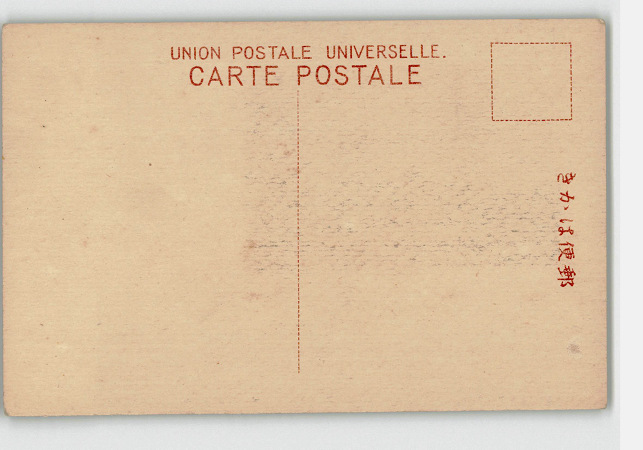 UNION POSTALE UNIVERSELLE.
CARTE POSTALE
郵便はかき